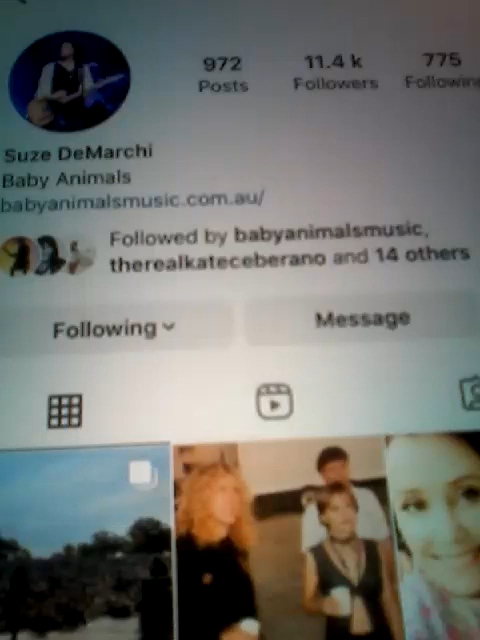 972 11.4 k 775
Posts Followers Followin
Suze DeMarchi
Baby Animals
babyanimalsmusic.com.au/
Followed by babyanimalsmusic,
therealkateceberano and 14 others
Following Message